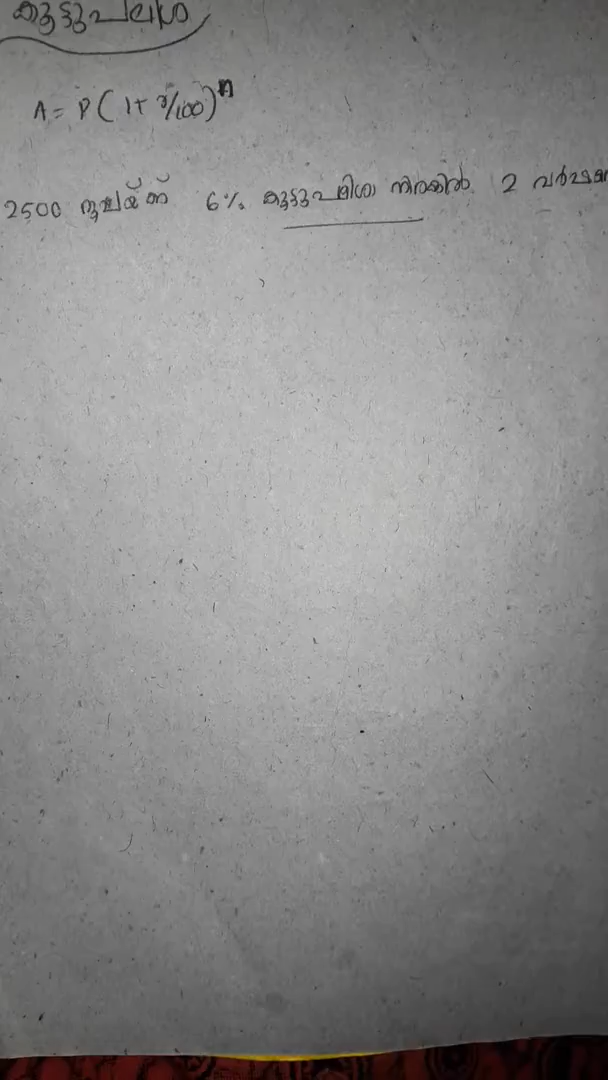 കൂട്ടുപലിശ
A = P ( 1 + r/100 )ⁿ
2500 രൂപയ്ക്ക് 6% കൂട്ടുപലിശ നിരക്കിൽ 2